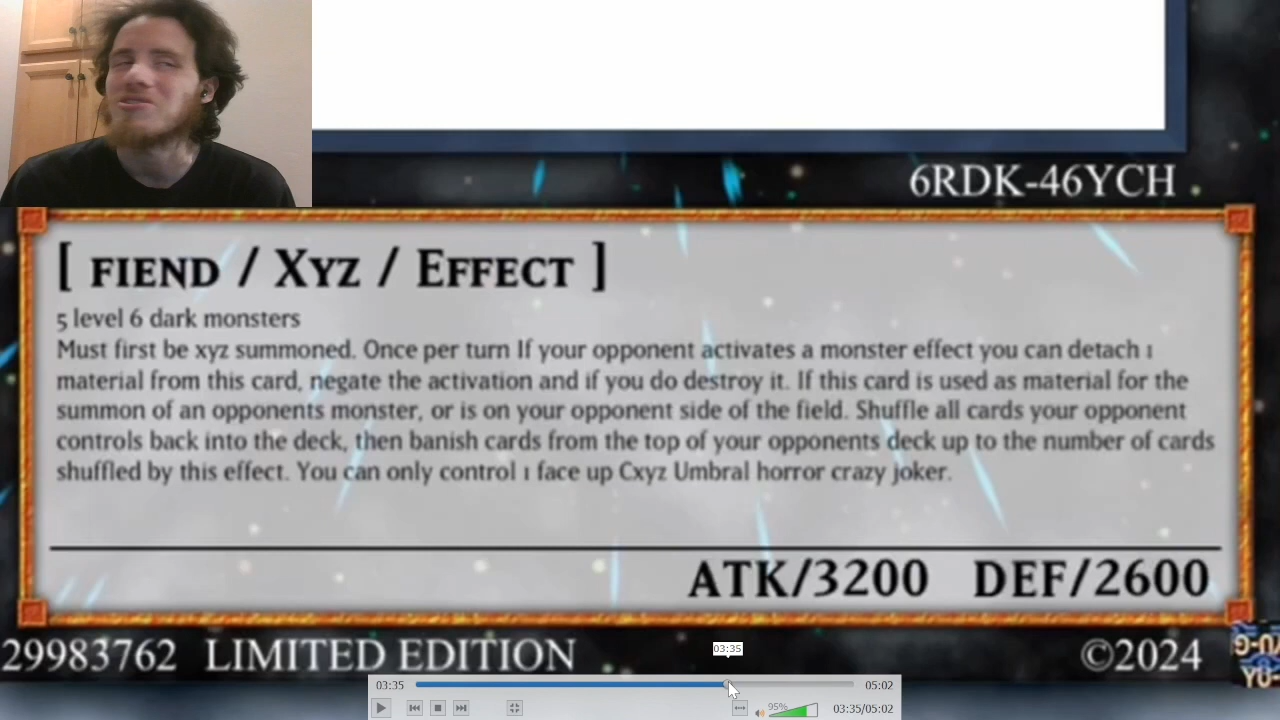 6RDK-46YCH
[ FIEND / XYZ / EFFECT ]
5 level 6 dark monsters
Must first be xyz summoned. Once per turn If your opponent activates a monster effect you can detach 1
material from this card, negate the activation and if you do destroy it. If this card is used as material for the
summon of an opponents monster, or is on your opponent side of the field. Shuffle all cards your opponent
controls back into the deck, then banish cards from the top of your opponents deck up to the number of cards
shuffled by this effect. You can only control 1 face up Cxyz Umbral horror crazy joker.
ATK/3200 DEF/2600
29983762 LIMITED EDITION
©2024
03:35
03:35
05:02
95%
03:35/05:02